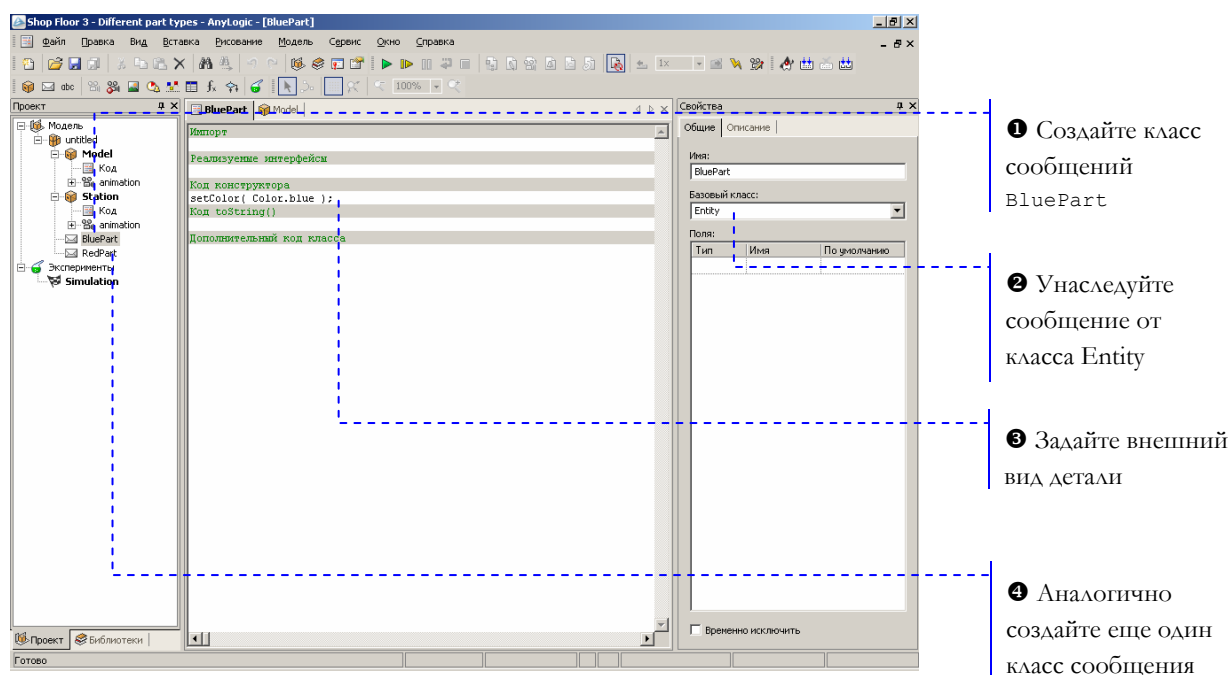 Shop Floor 3 - Different part types - AnyLogic - [BluePart]
Файл Правка Вид Вставка Рисование Модель Сервис Окно Справка
1x
abc
100%
Проект
Модель
untitled
Model
Код
animation
Station
Код
animation
BluePart
RedPart
Эксперименты
Simulation
Проект Библиотеки
Готово
BluePart Model
Импорт
Реализуемые интерфейсы
Код конструктора
setColor( Color.blue );
Код toString()
Дополнительный код класса
Свойства
Общие Описание
Имя:
BluePart
Базовый класс:
Entity
Поля:
Тип Имя По умолчанию
Временно исключить
❶ Создайте класс
сообщений
BluePart
❷ Унаследуйте
сообщение от
класса Entity
❸ Задайте внешний
вид детали
❹ Аналогично
создайте еще один
класс сообщения